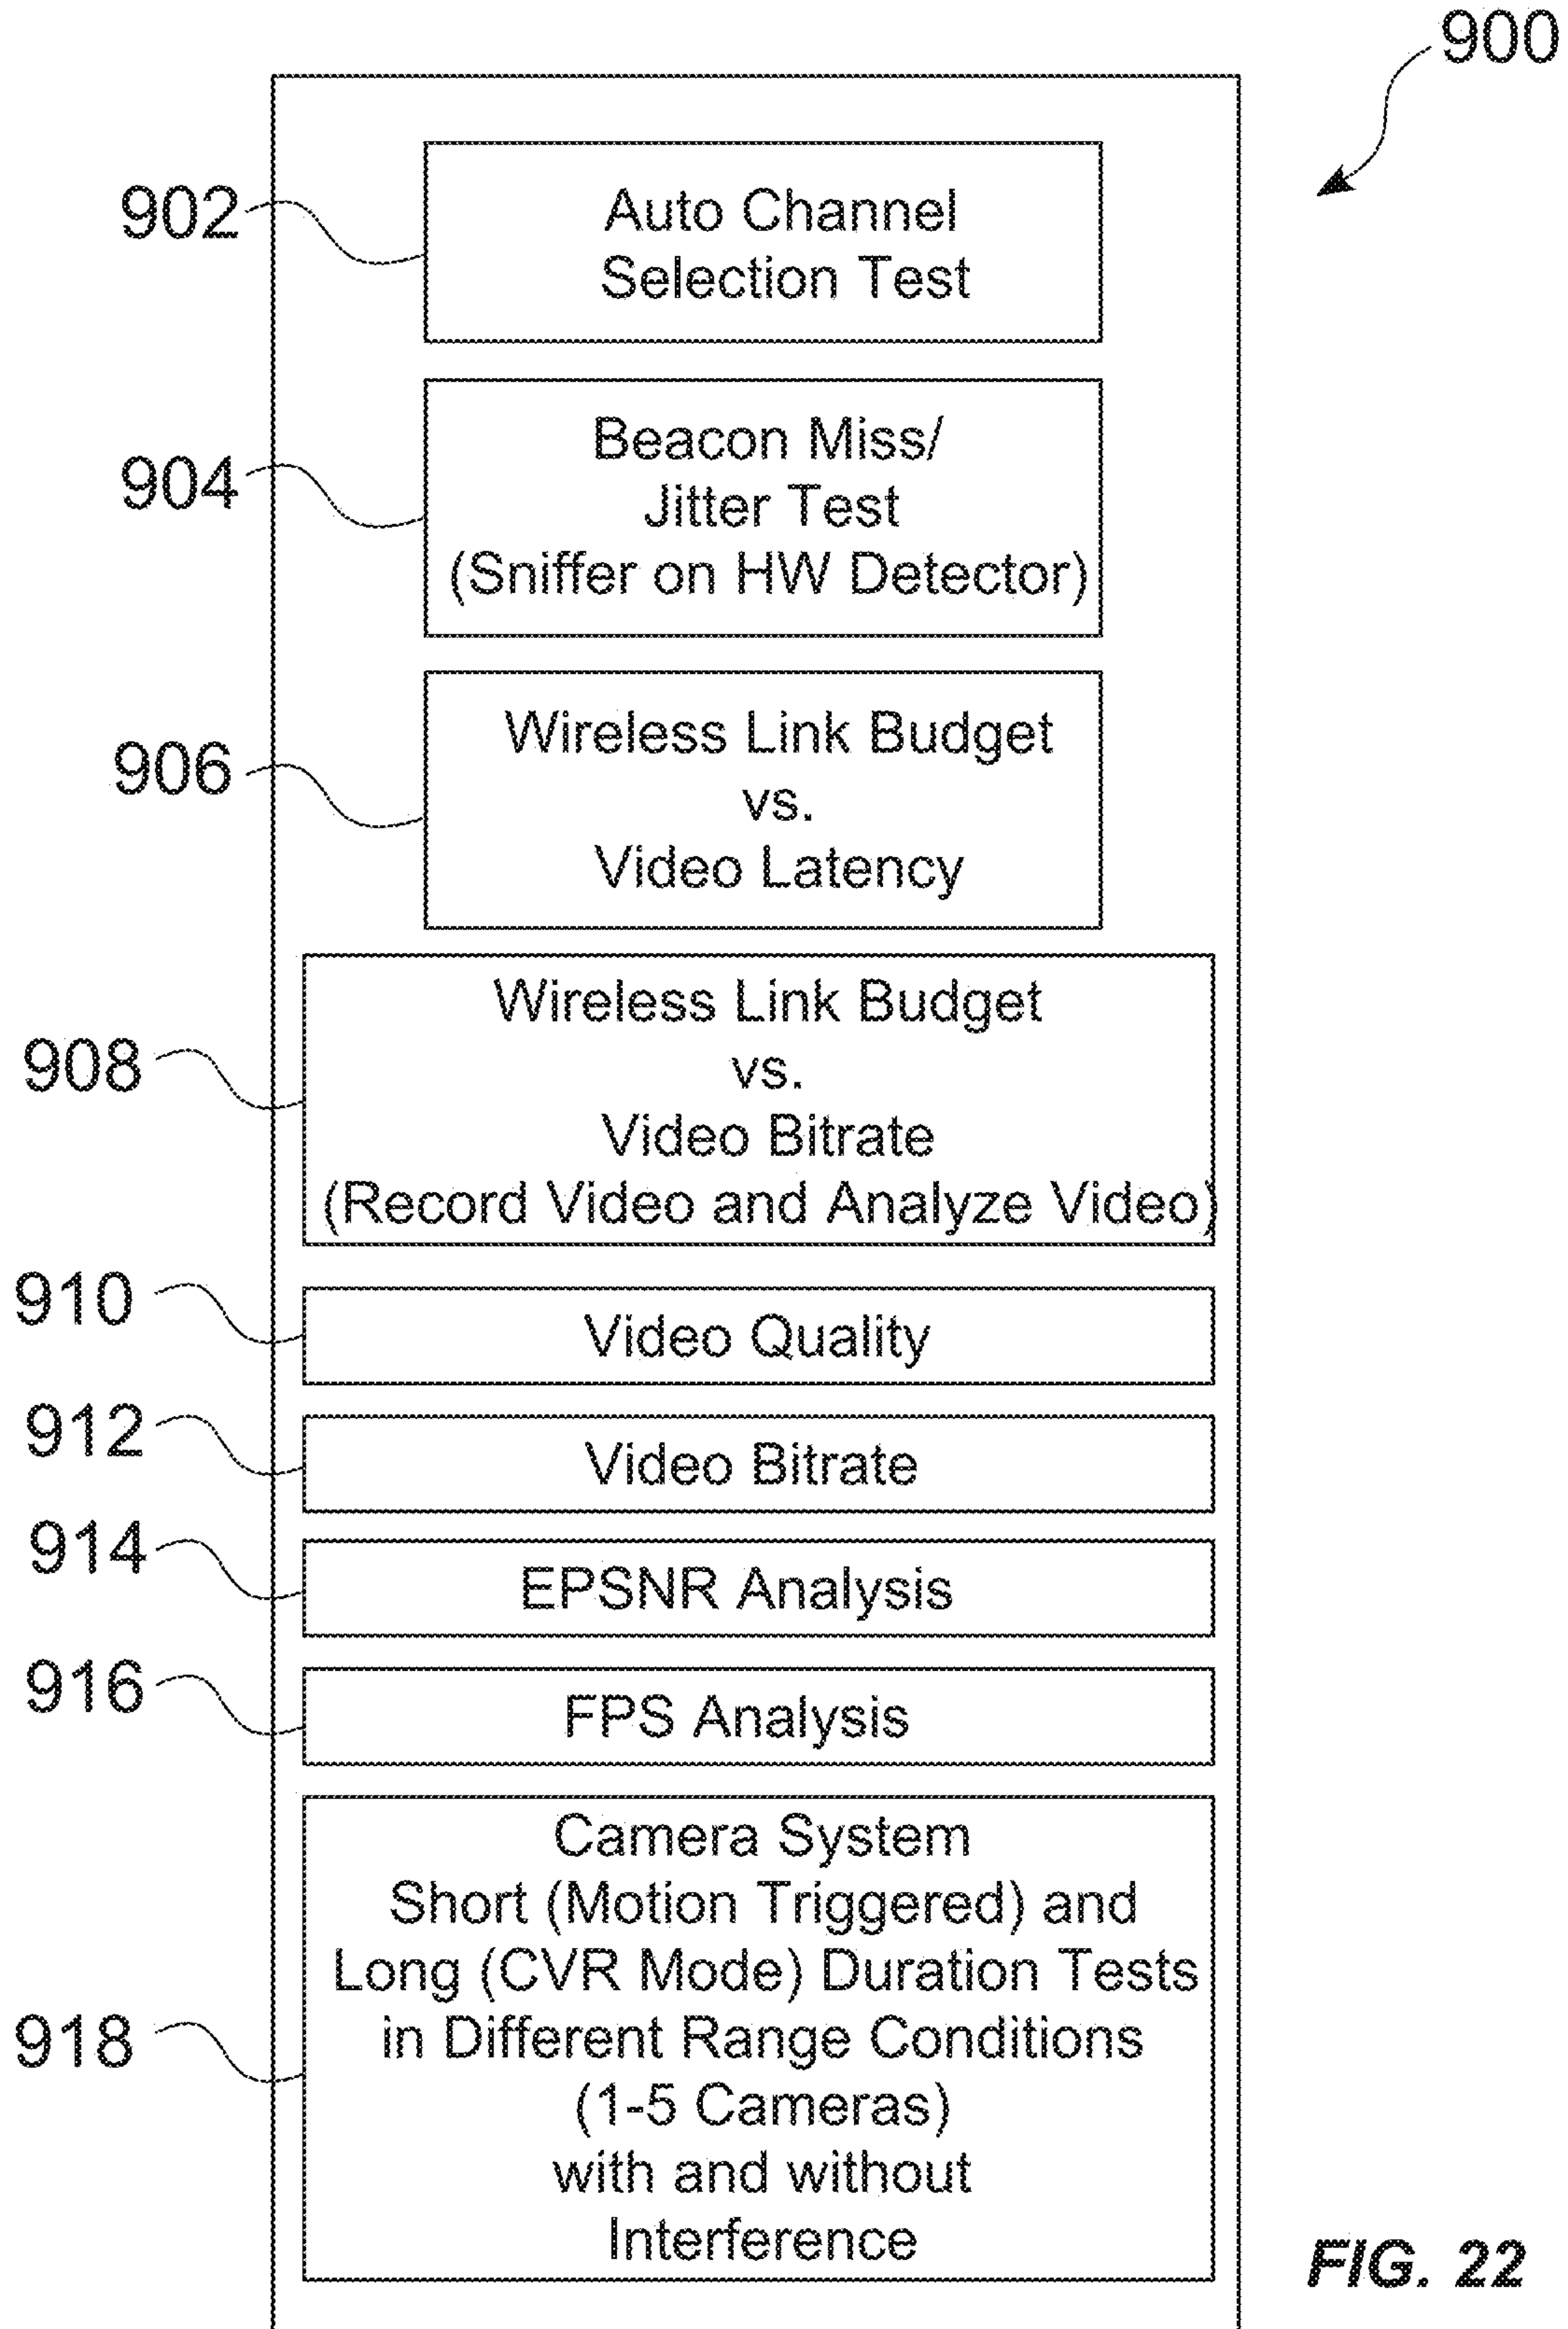 900
902
Auto Channel
Selection Test
904
Beacon Miss/
Jitter Test
(Sniffer on HW Detector)
906
Wireless Link Budget
vs.
Video Latency
908
Wireless Link Budget
vs.
Video Bitrate
(Record Video and Analyze Video)
910
Video Quality
912
Video Bitrate
914
EPSNR Analysis
916
FPS Analysis
918
Camera System
Short (Motion Triggered) and
Long (CVR Mode) Duration Tests
in Different Range Conditions
(1-5 Cameras)
with and without
Interference
FIG. 22